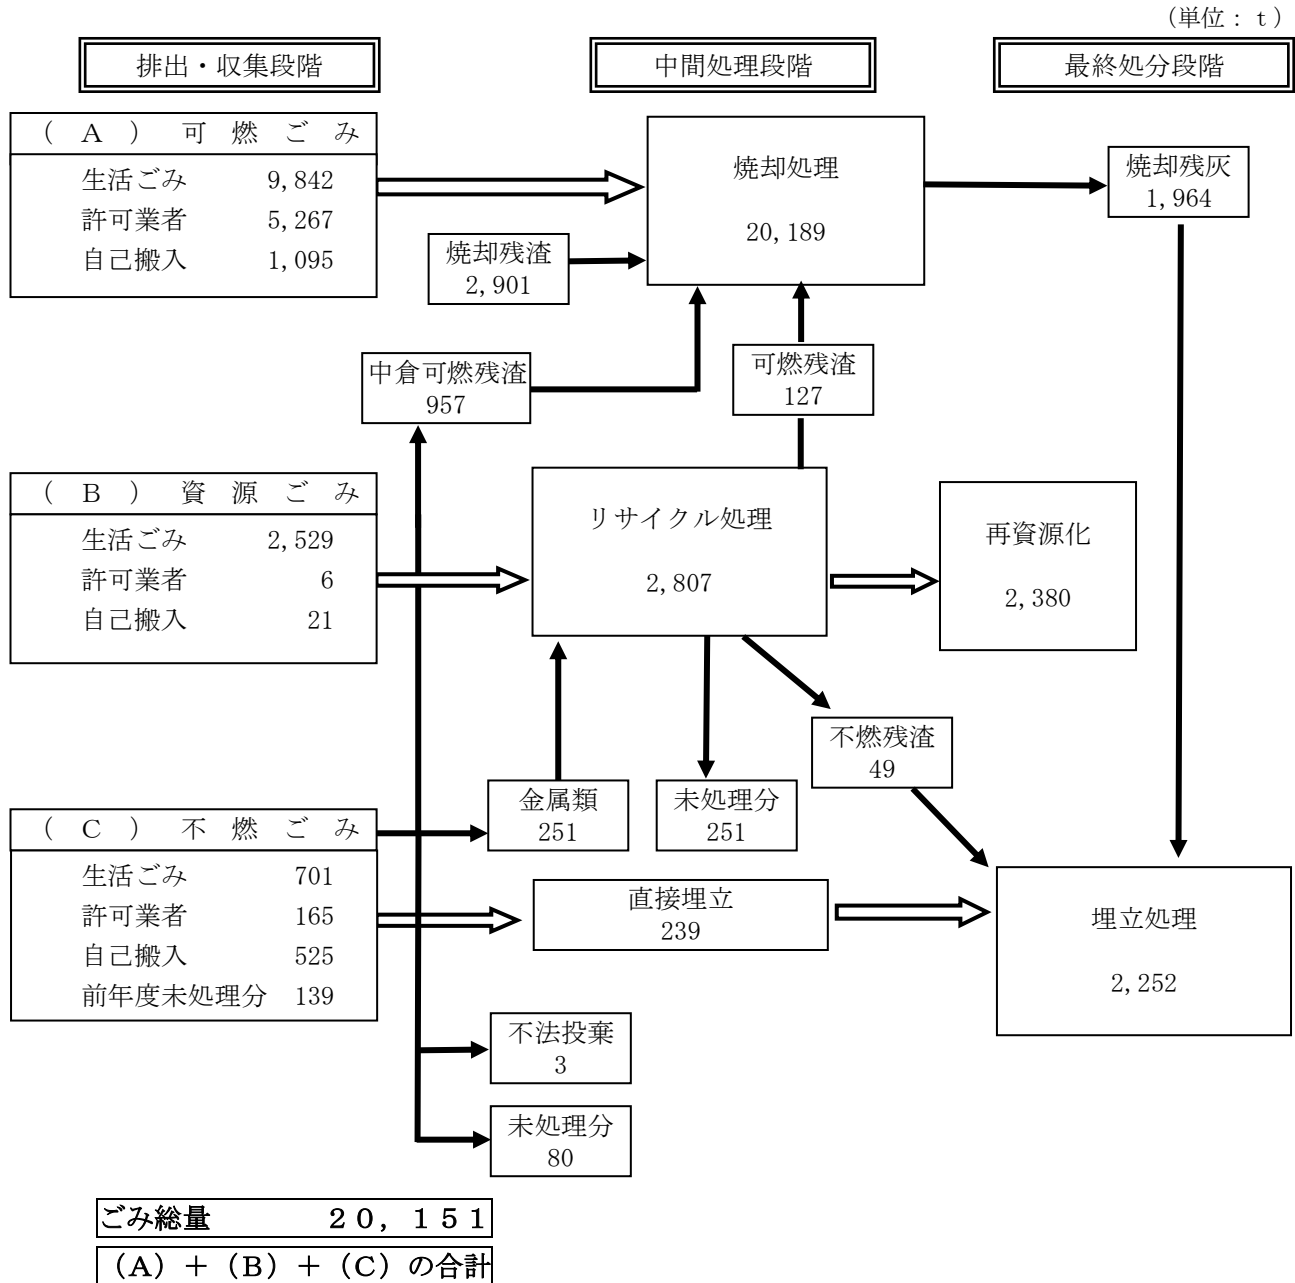 (単位：ｔ)
排出・収集段階
中間処理段階
最終処分段階
（Ａ）可燃ごみ
生活ごみ 9,842
許可業者 5,267
自己搬入 1,095
焼却処理
20,189
焼却残灰
1,964
焼却残渣
2,901
中倉可燃残渣
957
可燃残渣
127
（Ｂ）資源ごみ
生活ごみ 2,529
許可業者 6
自己搬入 21
リサイクル処理
2,807
再資源化
2,380
不燃残渣
49
金属類
251
未処理分
251
（Ｃ）不燃ごみ
生活ごみ 701
許可業者 165
自己搬入 525
前年度未処理分 139
直接埋立
239
埋立処理
2,252
不法投棄
3
未処理分
80
ごみ総量 ２０，１５１
（Ａ）＋（Ｂ）＋（Ｃ）の合計